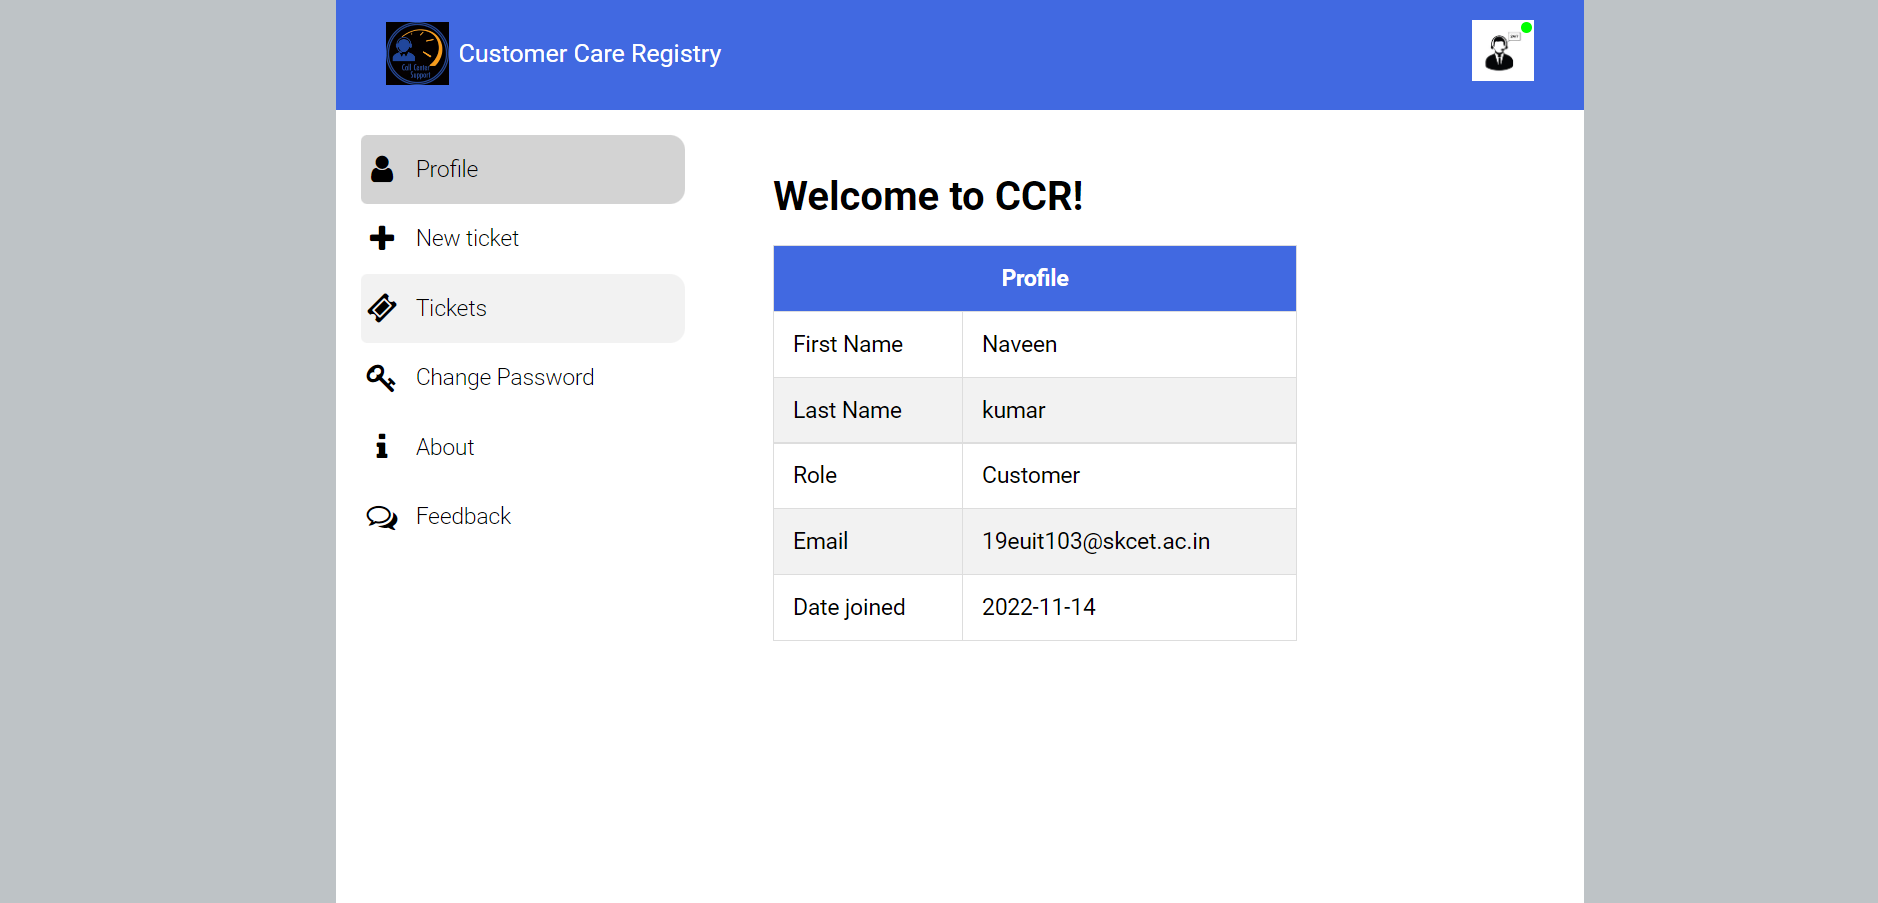 Call Center
Support
Customer Care Registry
Profile
New ticket
Tickets
Change Password
About
Feedback
Welcome to CCR!
Profile
First Name Naveen
Last Name kumar
Role Customer
Email 19euit103@skcet.ac.in
Date joined 2022-11-14